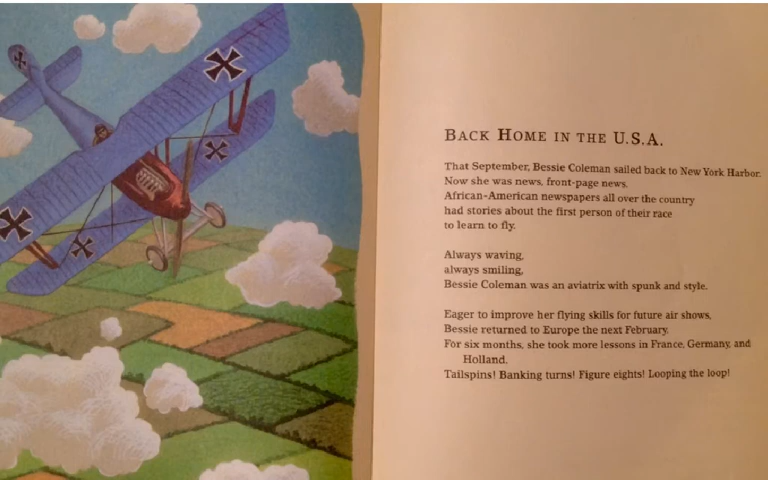 BACK HOME IN THE U.S.A.
That September, Bessie Coleman sailed back to New York Harbor.
Now she was news, front-page news.
African-American newspapers all over the country
had stories about the first person of their race
to learn to fly.
Always waving,
always smiling,
Bessie Coleman was an aviatrix with spunk and style.
Eager to improve her flying skills for future air shows,
Bessie returned to Europe the next February.
For six months, she took more lessons in France, Germany, and
Holland.
Tailspins! Banking turns! Figure eights! Looping the loop!